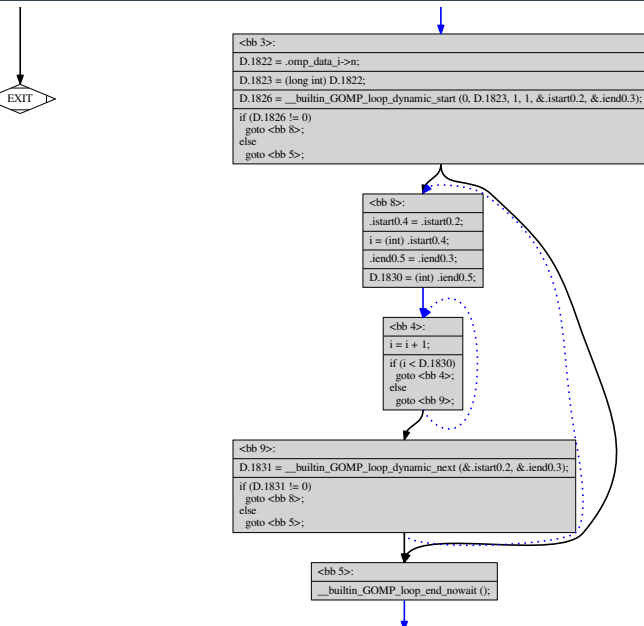 EXIT
<bb 3>:
D.1822 = .omp_data_i->n;
D.1823 = (long int) D.1822;
D.1826 = __builtin_GOMP_loop_dynamic_start (0, D.1823, 1, 1, &.istart0.2, &.iend0.3);
if (D.1826 != 0)
goto <bb 8>;
else
goto <bb 5>;
<bb 8>:
.istart0.4 = .istart0.2;
i = (int) .istart0.4;
.iend0.5 = .iend0.3;
D.1830 = (int) .iend0.5;
<bb 4>:
i = i + 1;
if (i < D.1830)
goto <bb 4>;
else
goto <bb 9>;
<bb 9>:
D.1831 = __builtin_GOMP_loop_dynamic_next (&.istart0.2, &.iend0.3);
if (D.1831 != 0)
goto <bb 8>;
else
goto <bb 5>;
<bb 5>:
__builtin_GOMP_loop_end_nowait ();